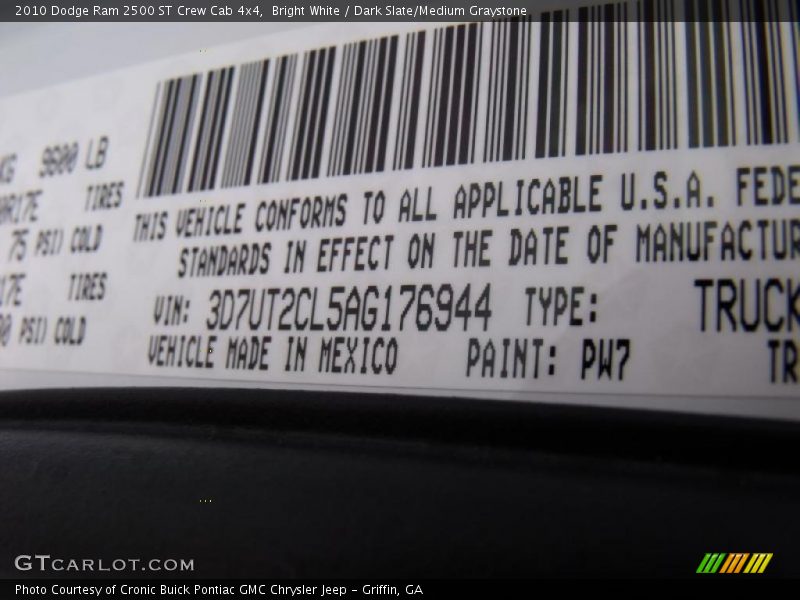 2010 Dodge Ram 2500 ST Crew Cab 4x4, Bright White / Dark Slate/Medium Graystone
KG 9600 LB
TIRES
75 PSI) COLD
TIRES
PSI) COLD
THIS VEHICLE CONFORMS TO ALL APPLICABLE U.S.A. FEDE
STANDARDS IN EFFECT ON THE DATE OF MANUFACTUR
VIN: 3D7UT2CL5AG176944 TYPE: TRUCK
VEHICLE MADE IN MEXICO PAINT: PW7 TR
GTCARLOT.COM
Photo Courtesy of Cronic Buick Pontiac GMC Chrysler Jeep - Griffin, GA